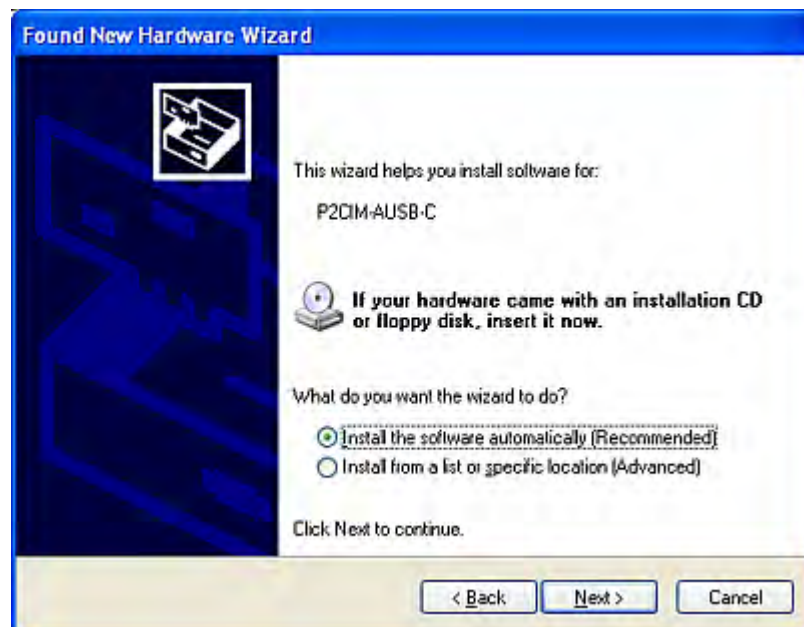 Found New Hardware Wizard
This wizard helps you install software for:
P2CIM-AUSB-C
If your hardware came with an installation CD
or floppy disk, insert it now.
What do you want the wizard to do?
Install the software automatically (Recommended)
Install from a list or specific location (Advanced)
Click Next to continue.
< Back Next > Cancel